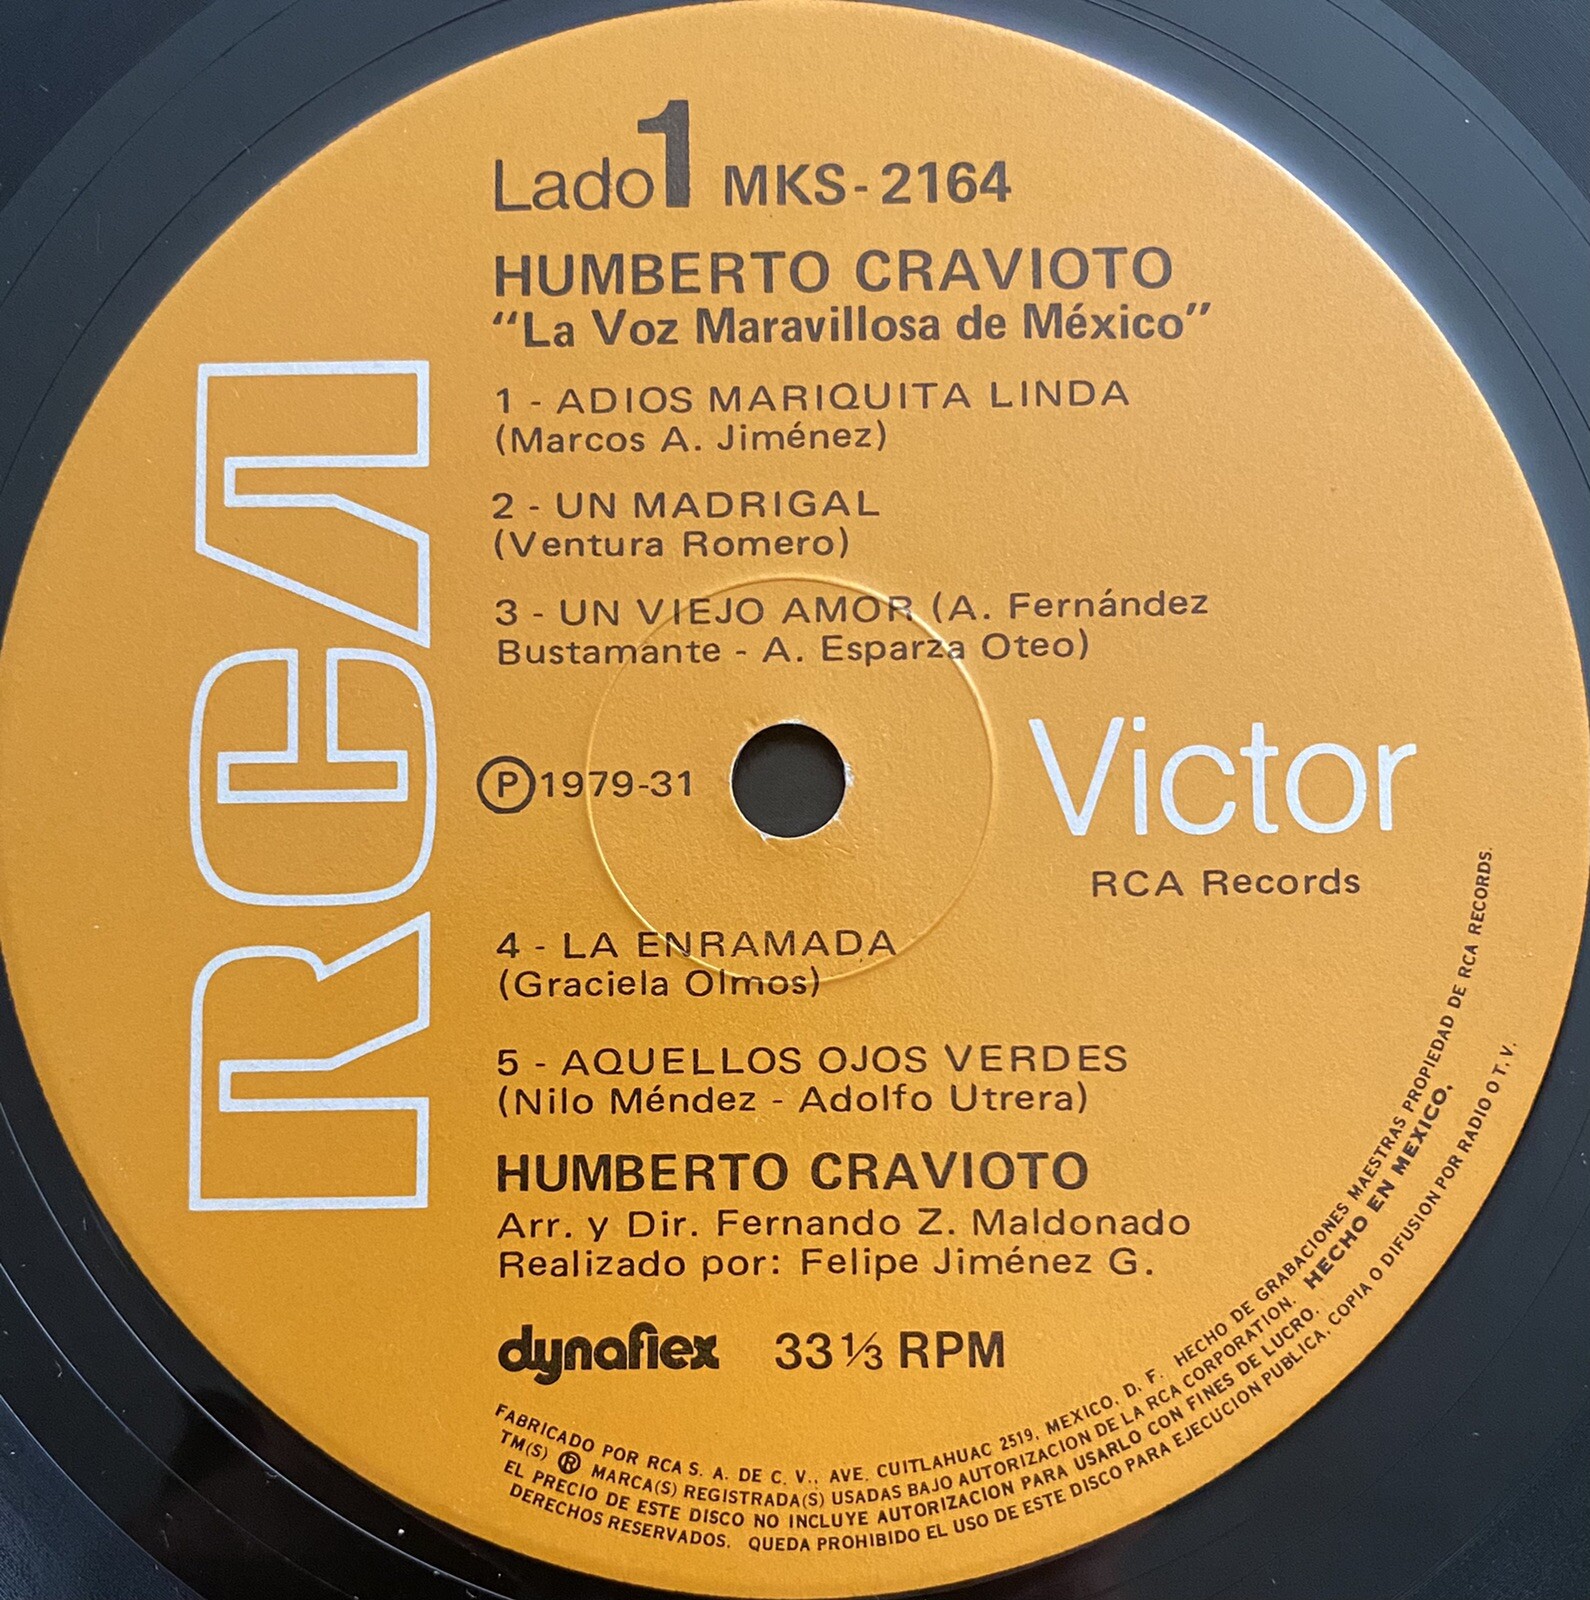 Lado 1 MKS-2164
HUMBERTO CRAVIOTO
"La Voz Maravillosa de México"
1 - ADIOS MARIQUITA LINDA
(Marcos A. Jiménez)
2 - UN MADRIGAL
(Ventura Romero)
3 - UN VIEJO AMOR (A. Fernández
Bustamante - A. Esparza Oteo)
RCA
Ⓟ1979-31
Victor
RCA Records
4 - LA ENRAMADA
(Graciela Olmos)
5 - AQUELLOS OJOS VERDES
(Nilo Méndez - Adolfo Utrera)
HUMBERTO CRAVIOTO
Arr. y Dir. Fernando Z. Maldonado
Realizado por: Felipe Jiménez G.
dynaflex 33 ⅓ RPM
FABRICADO POR RCA S. A. DE C. V., AVE. CUITLAHUAC 2519, MEXICO, D. F. HECHO DE GRABACIONES MAESTRAS PROPIEDAD DE RCA RECORDS.
TM(S) ® MARCA(S) REGISTRADA(S) USADAS BAJO AUTORIZACION DE LA RCA CORPORATION. HECHO EN MEXICO.
EL PRECIO DE ESTE DISCO NO INCLUYE AUTORIZACION PARA USARLO CON FINES DE LUCRO.
DERECHOS RESERVADOS. QUEDA PROHIBIDO EL USO DE ESTE DISCO PARA EJECUCION PUBLICA, COPIA O DIFUSION POR RADIO O T.V.